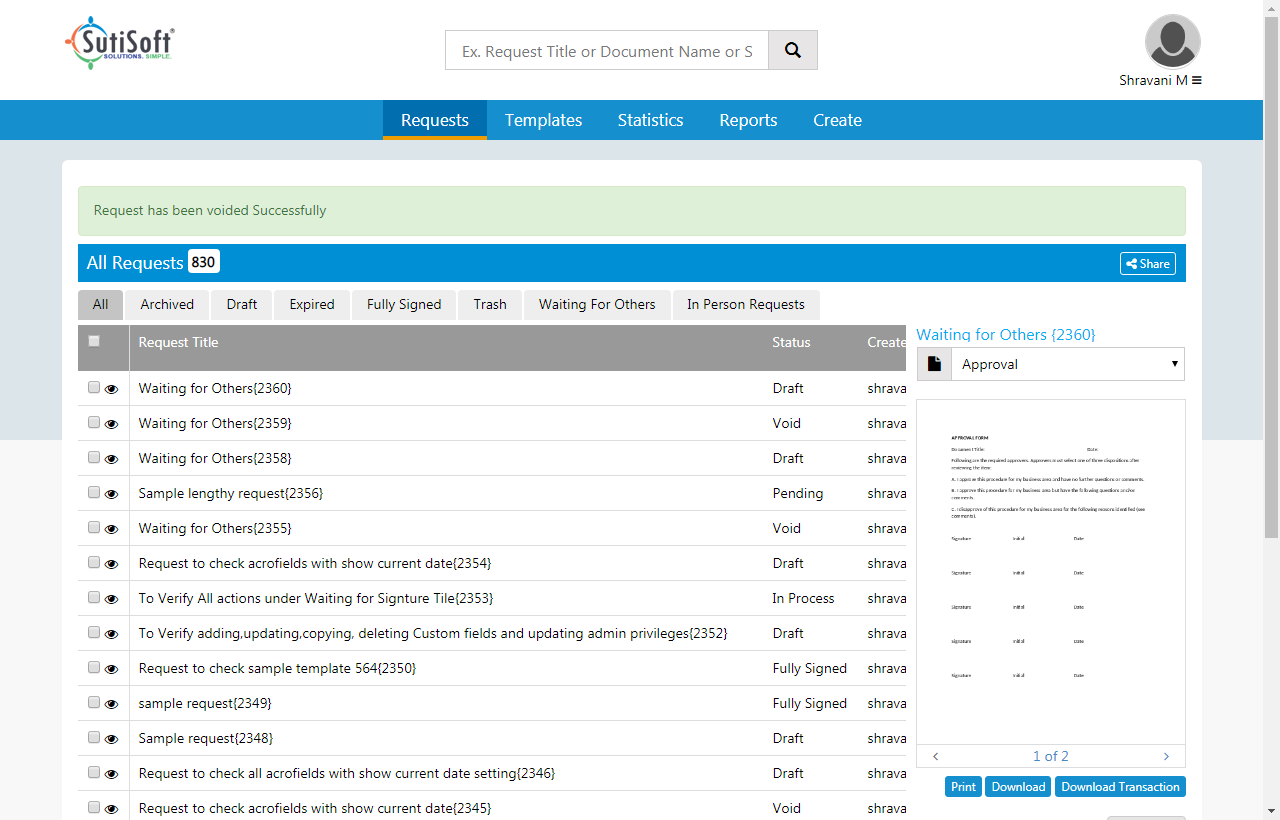 SutiSoft®
SOLUTIONS. SIMPLE.
Ex. Request Title or Document Name or S
Shravani M
Requests Templates Statistics Reports Create
Request has been voided Successfully
All Requests 830 Share
All Archived Draft Expired Fully Signed Trash Waiting For Others In Person Requests
Request Title Status Create
Waiting for Others{2360} Draft shrava
Waiting for Others{2359} Void shrava
Waiting for Others{2358} Draft shrava
Sample lengthy request{2356} Pending shrava
Waiting for Others{2355} Void shrava
Request to check acrofields with show current date{2354} Draft shrava
To Verify All actions under Waiting for Signture Tile{2353} In Process shrava
To Verify adding,updating,copying, deleting Custom fields and updating admin privileges{2352} Draft shrava
Request to check sample template 564{2350} Fully Signed shrava
sample request{2349} Fully Signed shrava
Sample request{2348} Draft shrava
Request to check all acrofields with show current date setting{2346} Draft shrava
Request to check acrofields with show current date{2345} Void shrava
Waiting for Others {2360}
Approval
APPROVAL FORM
Document Title: Date:
Following are the required approvers. Approvers must select one of three dispositions after
reviewing the item:
A. I approve this procedure for my business area and have no further questions or comments.
B. I approve this procedure for my business area but have the following questions and/or
comments.
C. I disapprove of this procedure for my business area for the following reasons identified (see
comments).
Signature Initial Date
Signature Initial Date
Signature Initial Date
Signature Initial Date
Signature Initial Date
1 of 2
Print Download Download Transaction